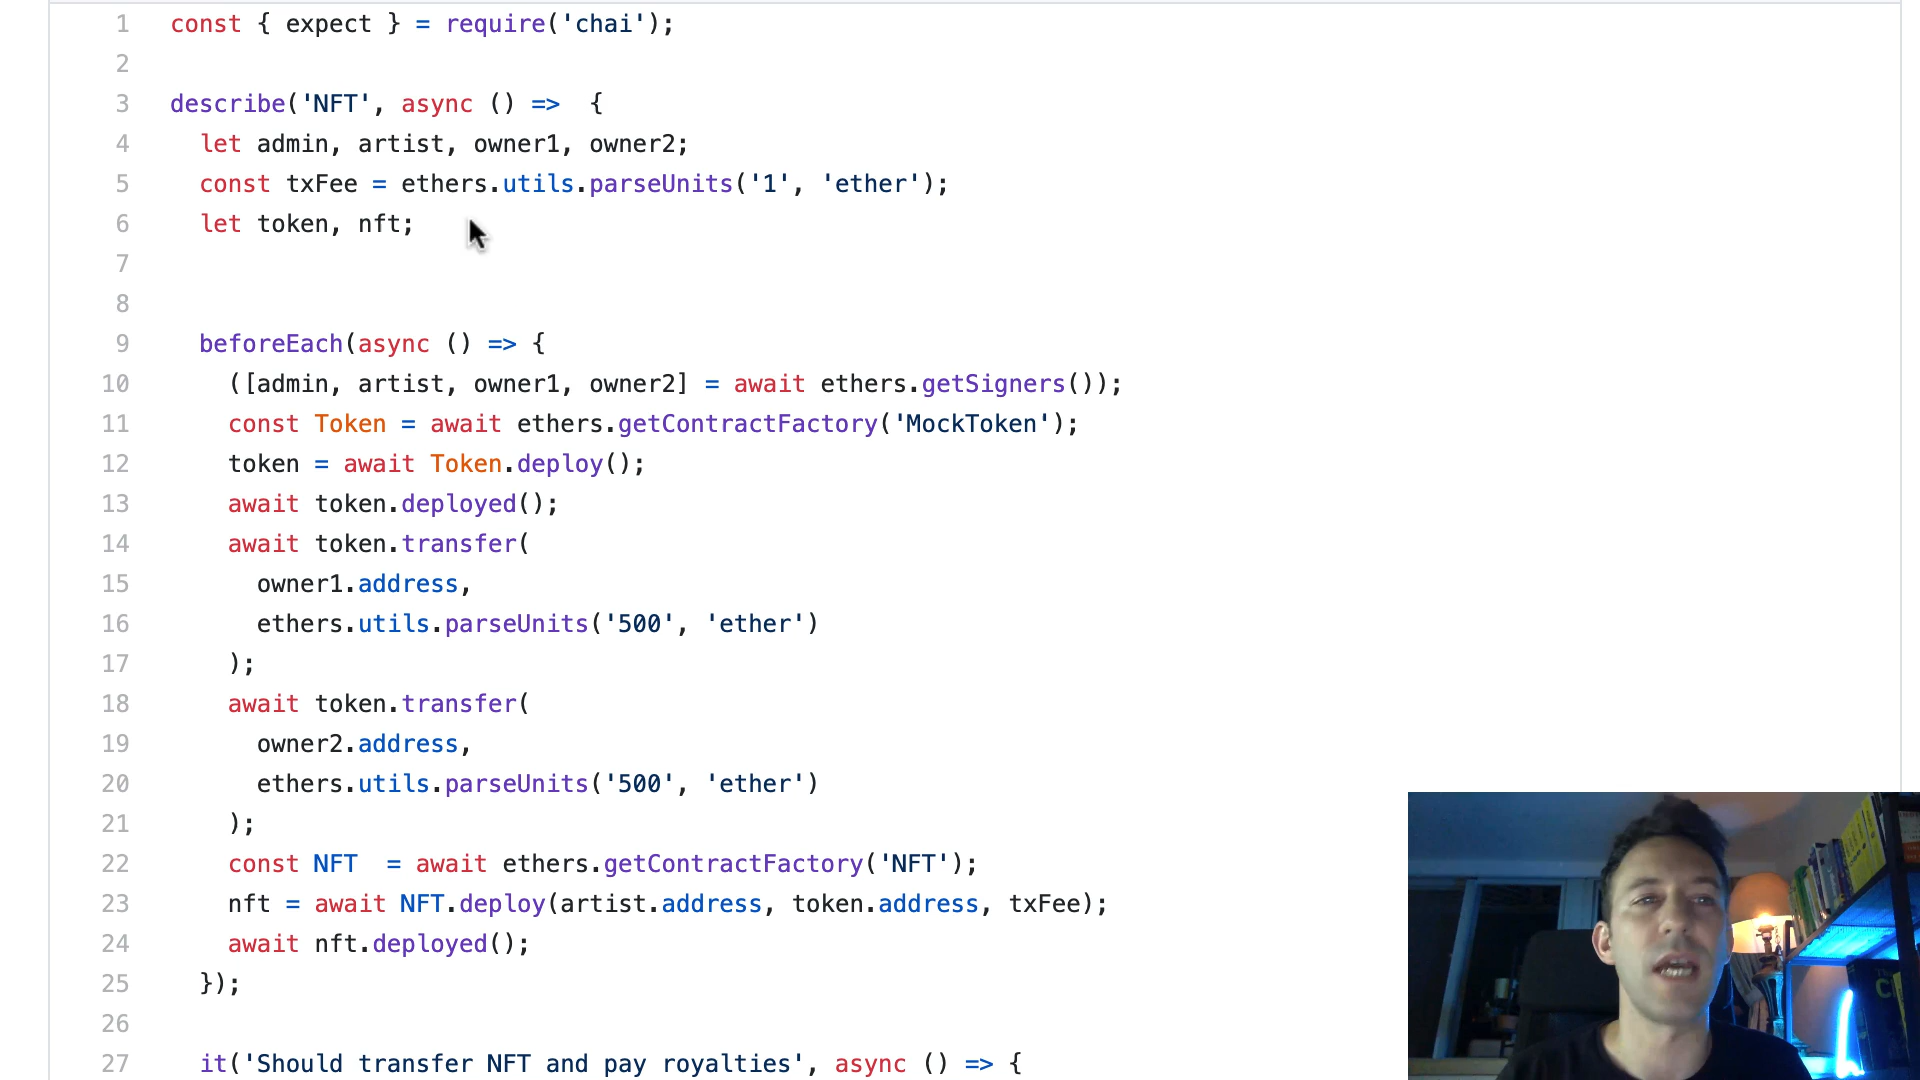 1 const { expect } = require('chai');
2
3 describe('NFT', async () =>  {
4 let admin, artist, owner1, owner2;
5 const txFee = ethers.utils.parseUnits('1', 'ether');
6 let token, nft;
7
8
9 beforeEach(async () => {
10 ([admin, artist, owner1, owner2] = await ethers.getSigners());
11 const Token = await ethers.getContractFactory('MockToken');
12 token = await Token.deploy();
13 await token.deployed();
14 await token.transfer(
15 owner1.address,
16 ethers.utils.parseUnits('500', 'ether')
17 );
18 await token.transfer(
19 owner2.address,
20 ethers.utils.parseUnits('500', 'ether')
21 );
22 const NFT  = await ethers.getContractFactory('NFT');
23 nft = await NFT.deploy(artist.address, token.address, txFee);
24 await nft.deployed();
25 });
26
27 it('Should transfer NFT and pay royalties', async () => {